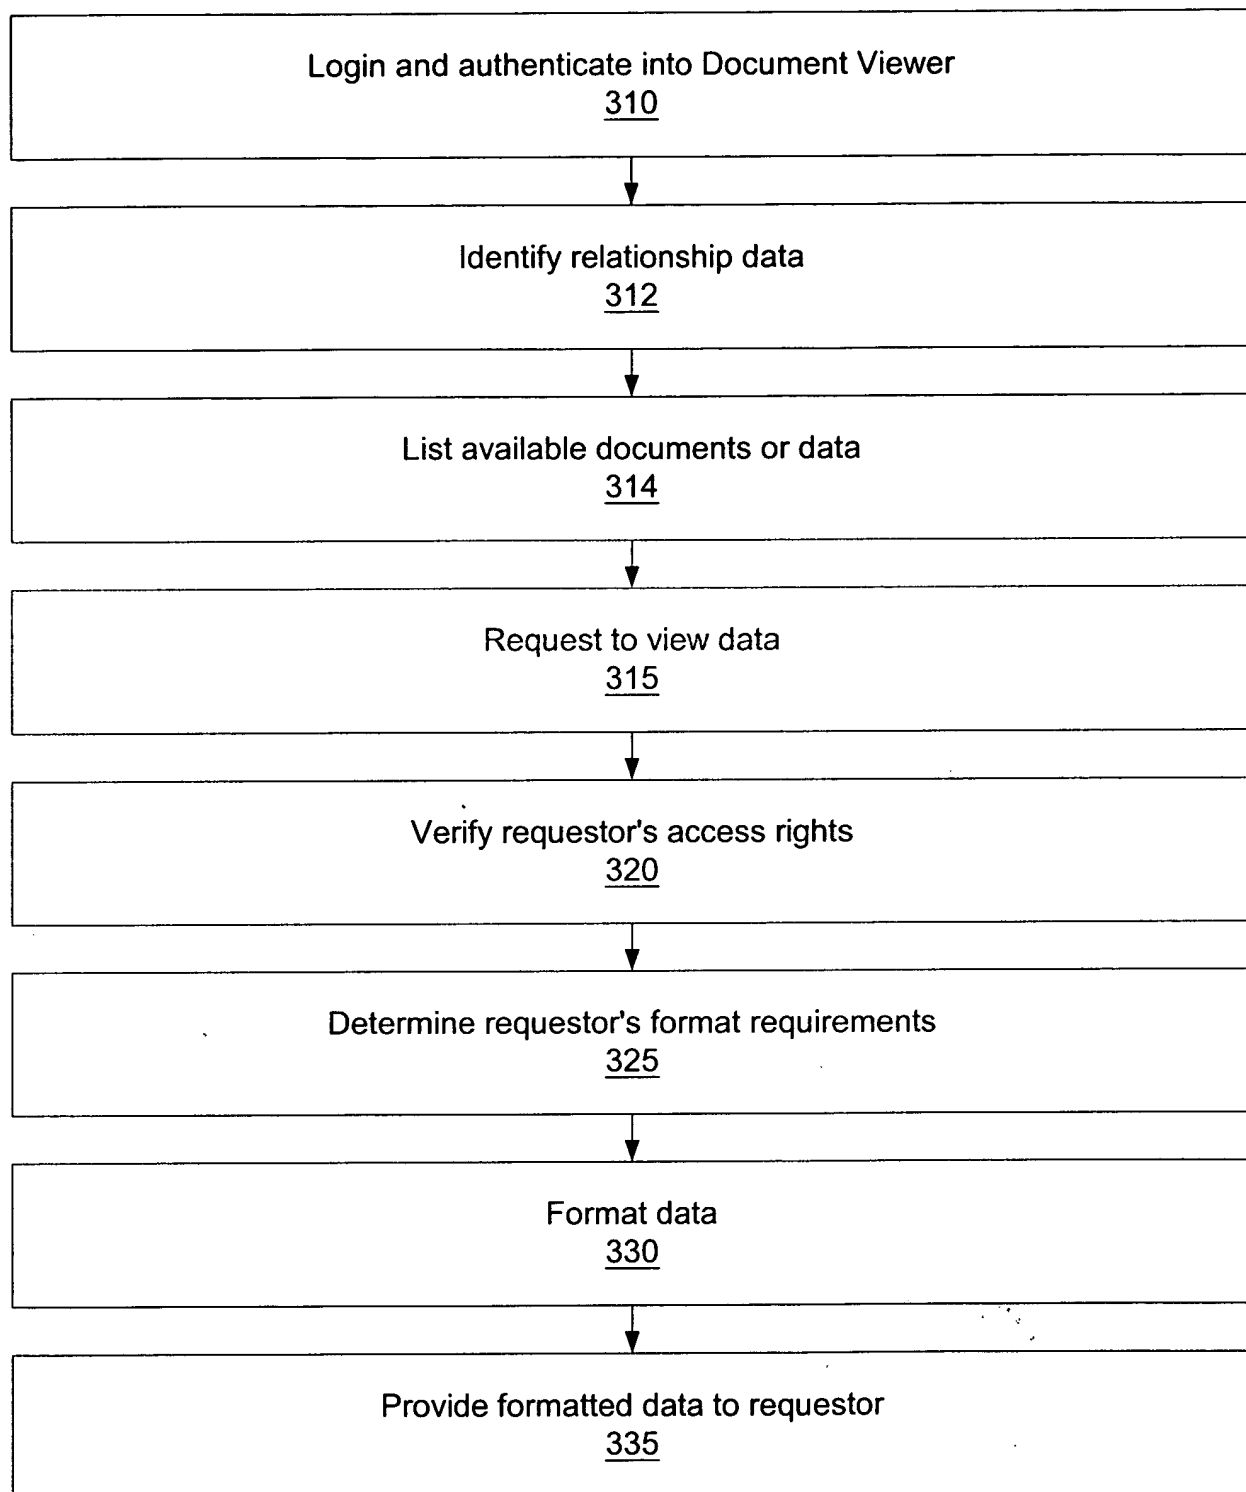 Login and authenticate into Document Viewer
310
Identify relationship data
312
List available documents or data
314
Request to view data
315
Verify requestor's access rights
320
Determine requestor's format requirements
325
Format data
330
Provide formatted data to requestor
335